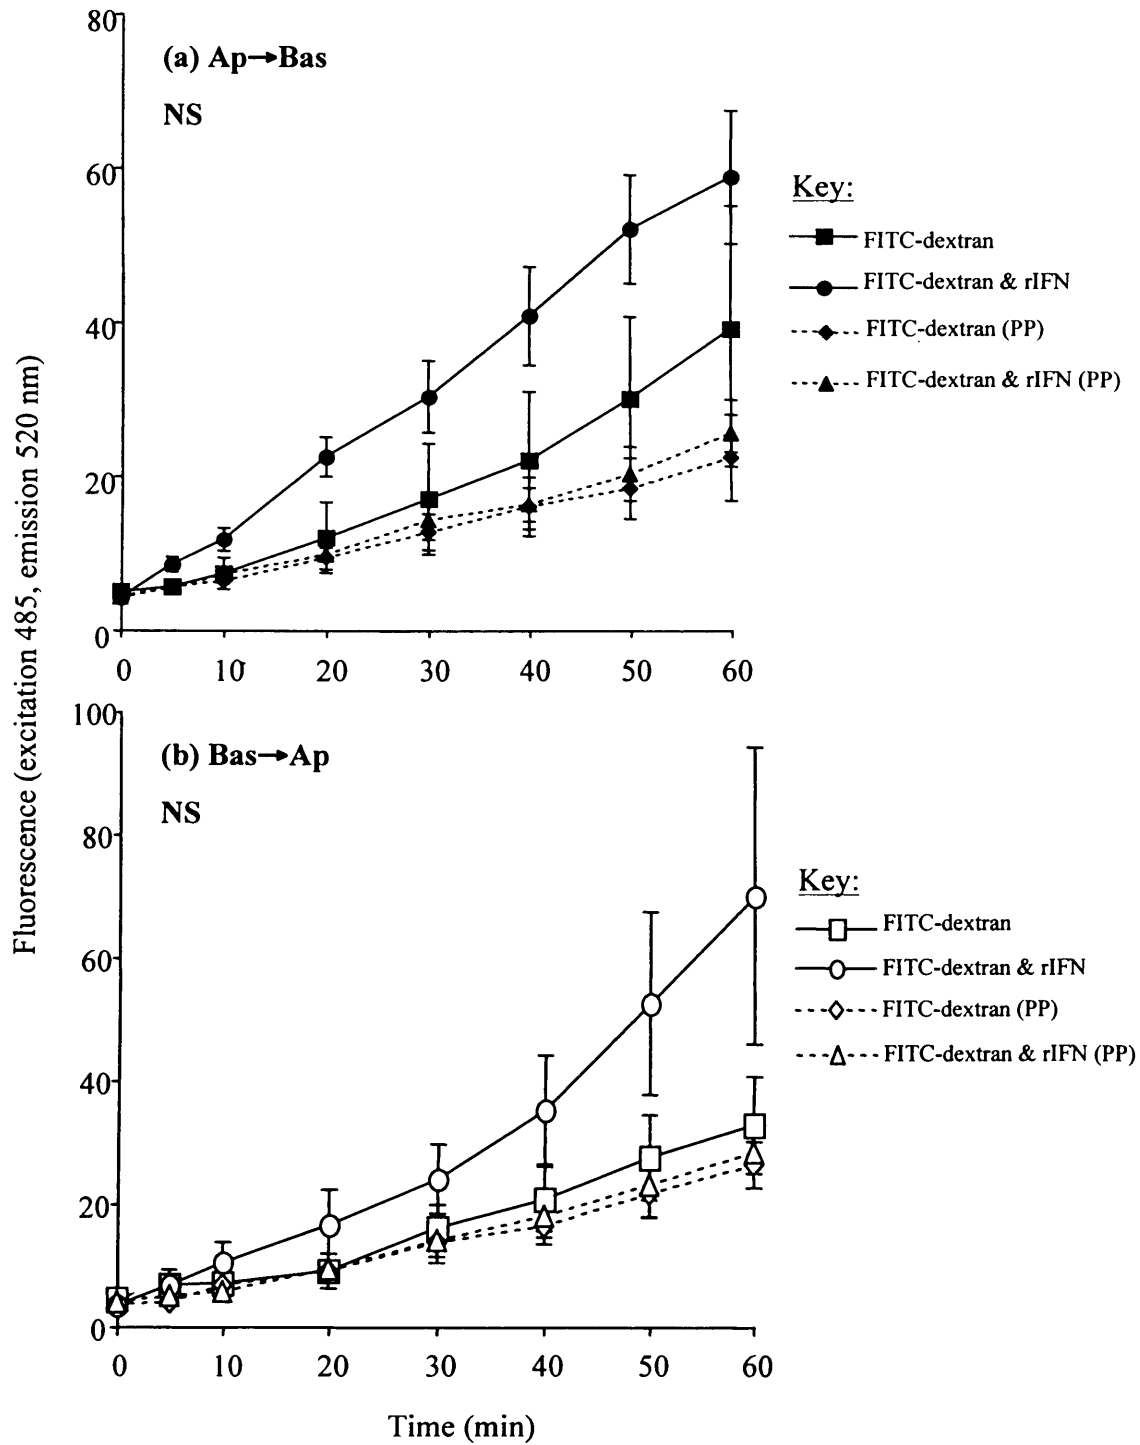 80
(a) Ap→Bas
NS
60
40
20
0
0 10 20 30 40 50 60
Key:
FITC-dextran
FITC-dextran & rIFN
FITC-dextran (PP)
FITC-dextran & rIFN (PP)
Fluorescence (excitation 485, emission 520 nm)
100
(b) Bas→Ap
NS
80
60
40
20
0
0 10 20 30 40 50 60
Key:
FITC-dextran
FITC-dextran & rIFN
FITC-dextran (PP)
FITC-dextran & rIFN (PP)
Time (min)